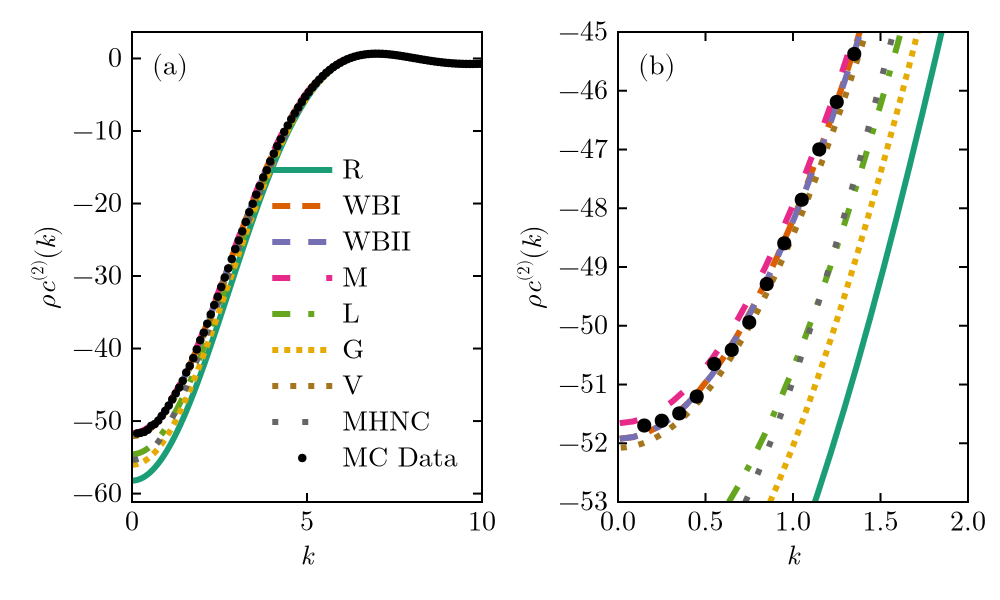 (a)
0
−10
−20
−30
−40
−50
−60
0 5 10
k
ρc⁽²⁾(k)
R
WBI
WBII
M
L
G
V
MHNC
MC Data
(b)
−45
−46
−47
−48
−49
−50
−51
−52
−53
0.0 0.5 1.0 1.5 2.0
k
ρc⁽²⁾(k)